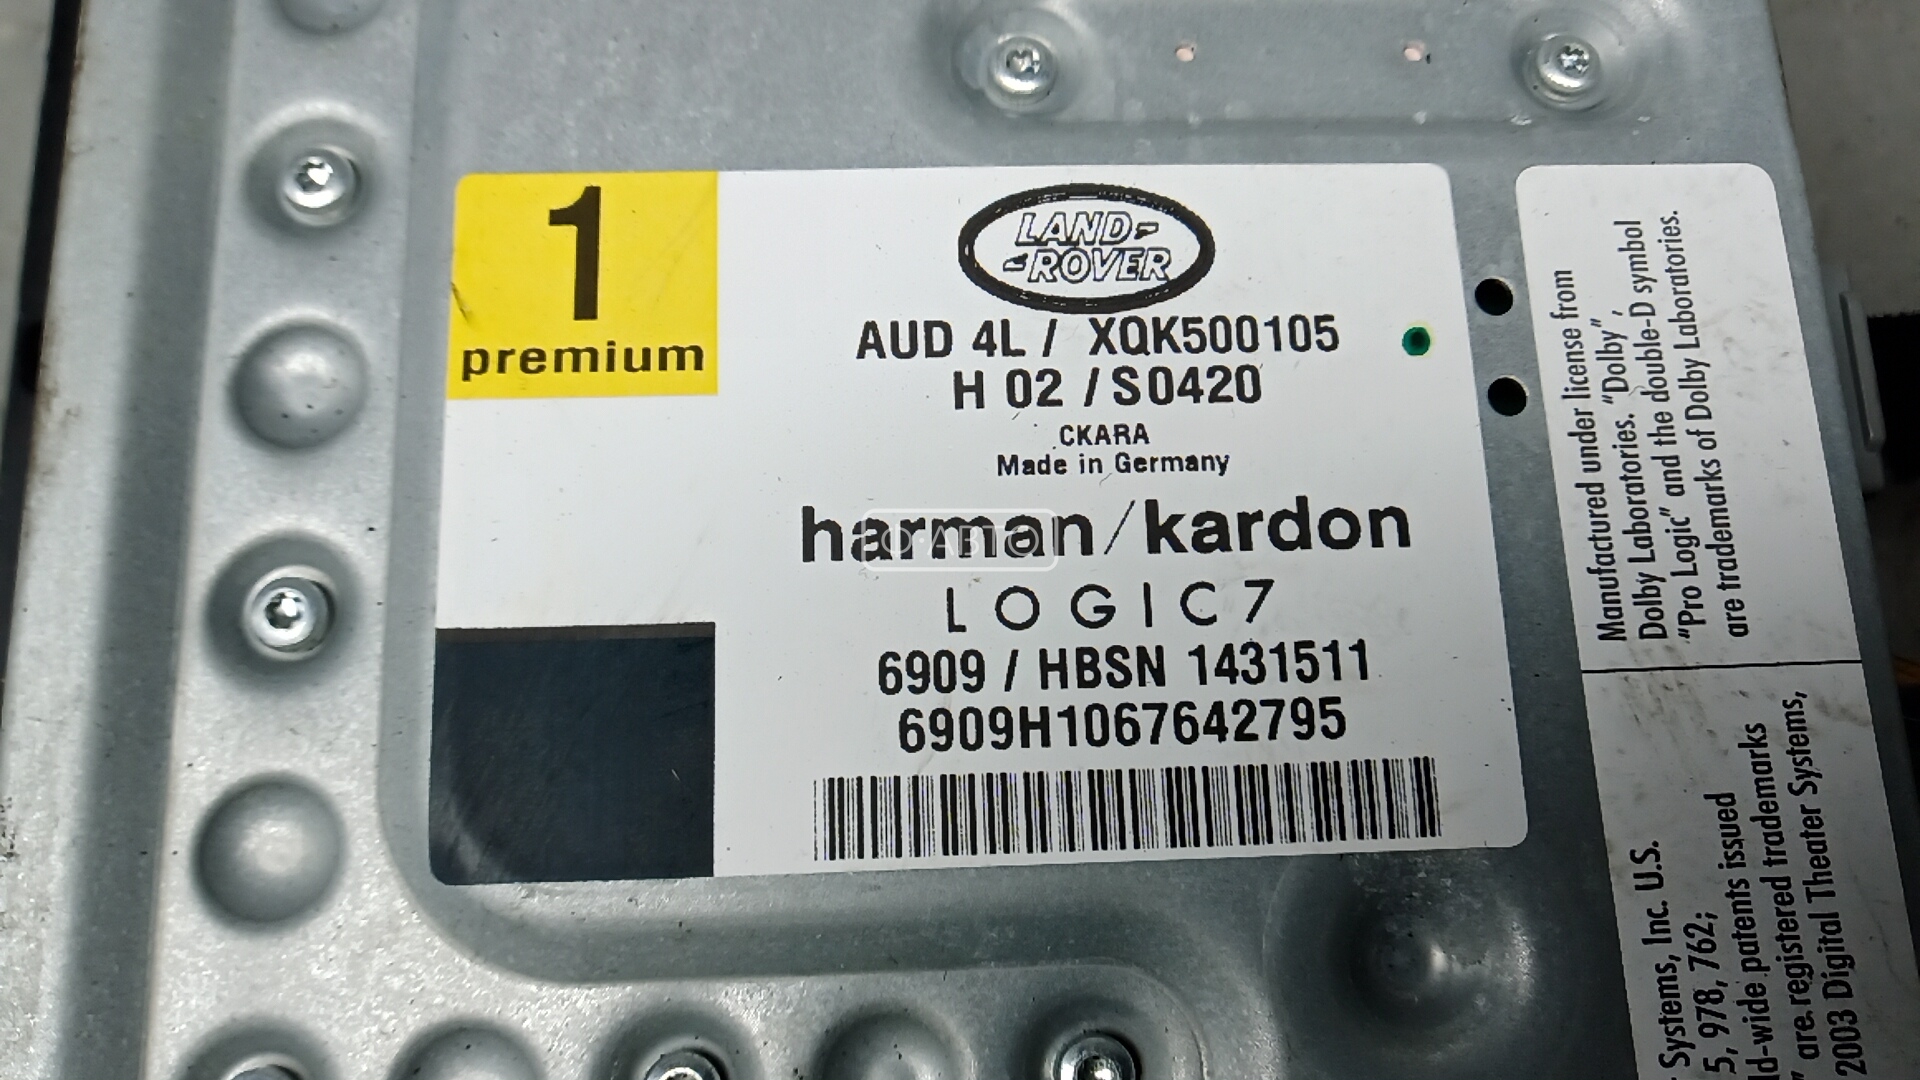 1
premium
LAND-
-ROVER
AUD 4L / XQK500105
H 02 / S0420
CKARA
Made in Germany
harman/kardon
О·АВТО
LOGIC7
6909 / HBSN 1431511
6909H1067642795
Manufactured under license from
Dolby Laboratories. “Dolby”,
“Pro Logic” and the double-D symbol
are trademarks of Dolby Laboratories.
Systems, Inc. U.S.
5, 978, 762;
ld-wide patents issued
” are registered trademarks
2003 Digital Theater Systems,